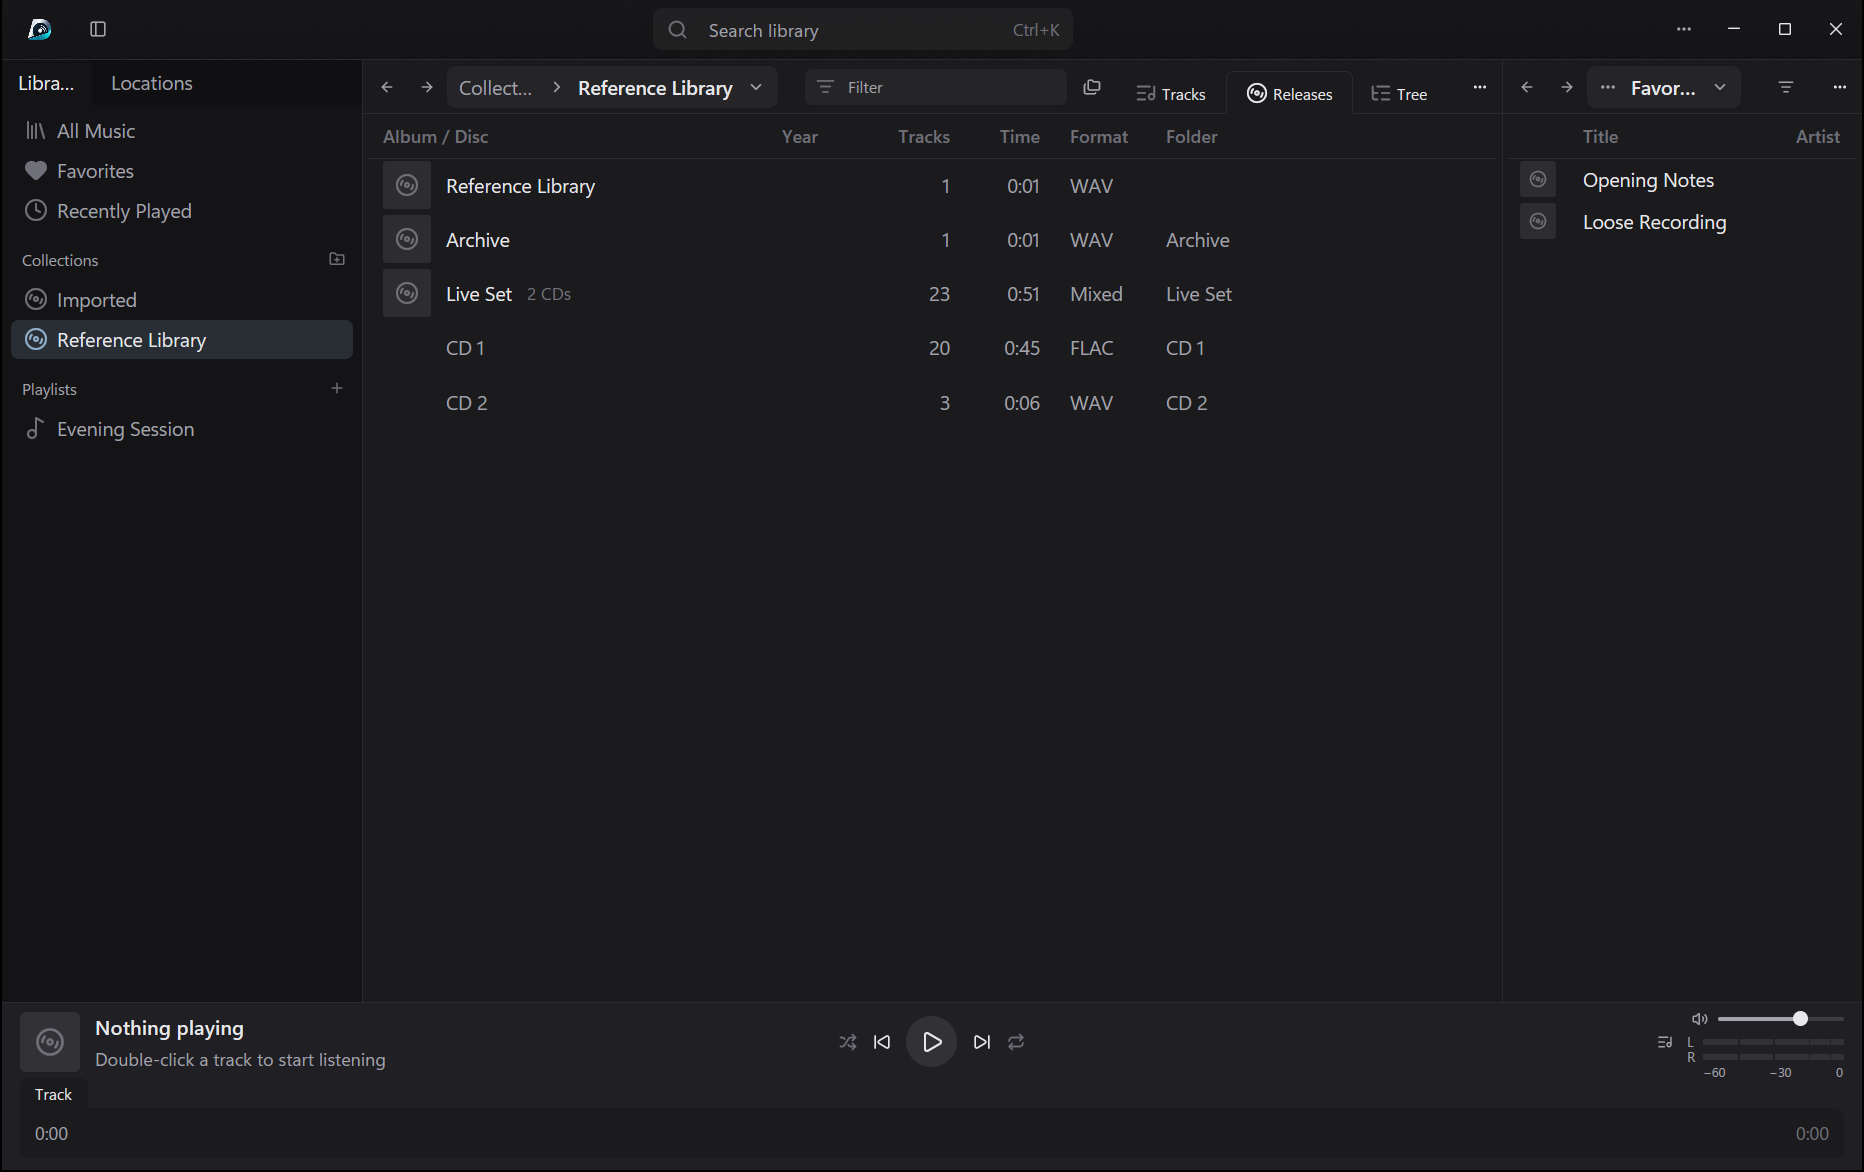 Search library Ctrl+K
Libra... Locations
All Music
Favorites
Recently Played
Collections
Imported
Reference Library
Playlists
Evening Session
Collect... Reference Library Filter Tracks Releases Tree
Album / Disc Year Tracks Time Format Folder
Reference Library 1 0:01 WAV
Archive 1 0:01 WAV Archive
Live Set 2 CDs 23 0:51 Mixed Live Set
CD 1 20 0:45 FLAC CD 1
CD 2 3 0:06 WAV CD 2
Favor...
Title Artist
Opening Notes
Loose Recording
Nothing playing
Double-click a track to start listening
L
R
−60 −30 0
Track
0:00 0:00